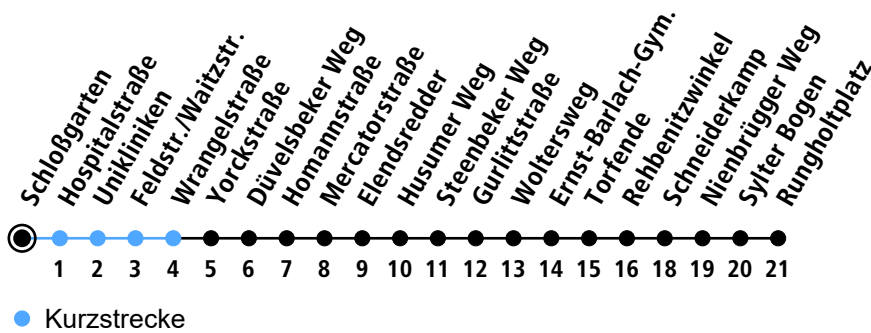 Schloßgarten
Hospitalstraße
Unikliniken
Feldstr./Waitzstr.
Wrangelstraße
Yorckstraße
Düvelsbeker Weg
Homannstraße
Mercatorstraße
Elendsredder
Husumer Weg
Steenbeker Weg
Gurlittstraße
Woltersweg
Ernst-Barlach-Gym.
Torfende
Rehbenitzwinkel
Schneiderkamp
Nienbrügger Weg
Sylter Bogen
Rungholtplatz
1 2 3 4 5 6 7 8 9 10 11 12 13 14 15 16 18 19 20 21
Kurzstrecke